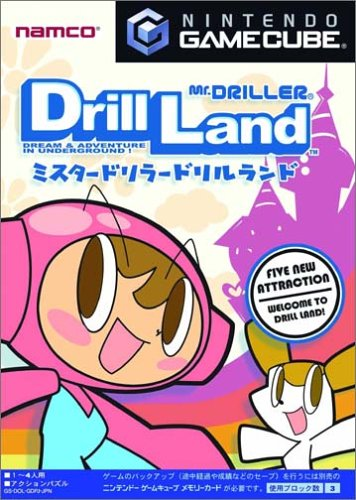 namco
NINTENDO
GAMECUBE™
Mr.DRILLER®
Drill Land™
DREAM & ADVENTURE
IN UNDERGROUND!
ミスタードリラードリルランド
FIVE NEW
ATTRACTION
WELCOME TO
DRILL LAND!
■1〜4人用
■アクションパズル
GS-DOL-GDRJ-JPN
ゲームのバックアップ(途中経過や成績などのセーブ)を行うには別売の
ニンテンドーゲームキューブ メモリーカードが必要です。
使用ブロック数 3